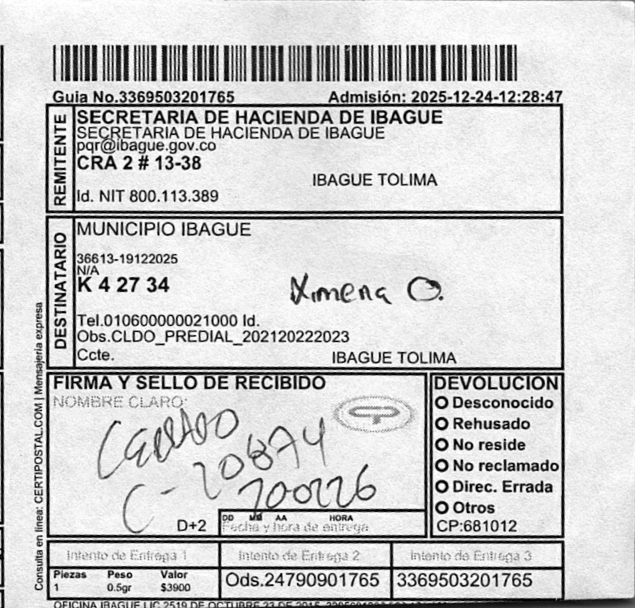 Guia No.3369503201765 Admisión: 2025-12-24-12:28:47
REMITENTE
SECRETARIA DE HACIENDA DE IBAGUE
SECRETARIA DE HACIENDA DE IBAGUE
pqr@ibague.gov.co
CRA 2 # 13-38
IBAGUE TOLIMA
Id. NIT 800.113.389
DESTINATARIO
MUNICIPIO IBAGUE
36613-19122025
N/A
K 4 27 34
Ximena O.
Tel.010600000021000 Id.
Obs.CLDO_PREDIAL_202120222023
Ccte. IBAGUE TOLIMA
Consulta en linea: CERTIPOSTAL.COM | Mensajería expresa
FIRMA Y SELLO DE RECIBIDO
NOMBRE CLARO:
C-20874
D+2
DD MM AA HORA
Fecha y hora de entrega
DEVOLUCION
Desconocido
Rehusado
No reside
No reclamado
Direc. Errada
Otros
CP:681012
Intento de Entrega 1 Intento de Entrega 2 Intento de Entrega 3
Piezas Peso Valor
1 0.5gr $3900
Ods.24790901765 3369503201765